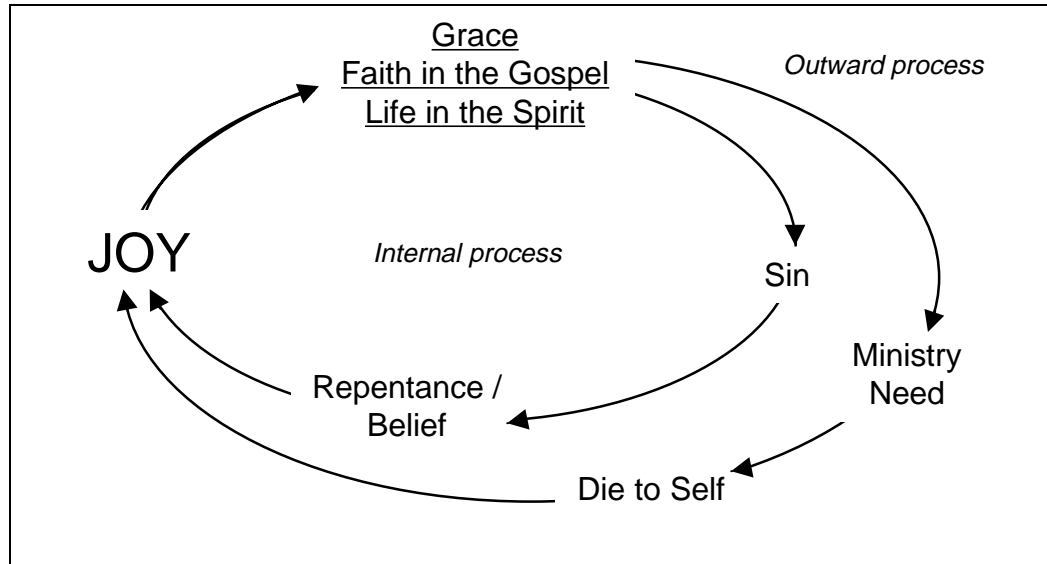 Grace
Faith in the Gospel
Life in the Spirit
Outward process
JOY
Internal process
Sin
Ministry
Need
Repentance /
Belief
Die to Self